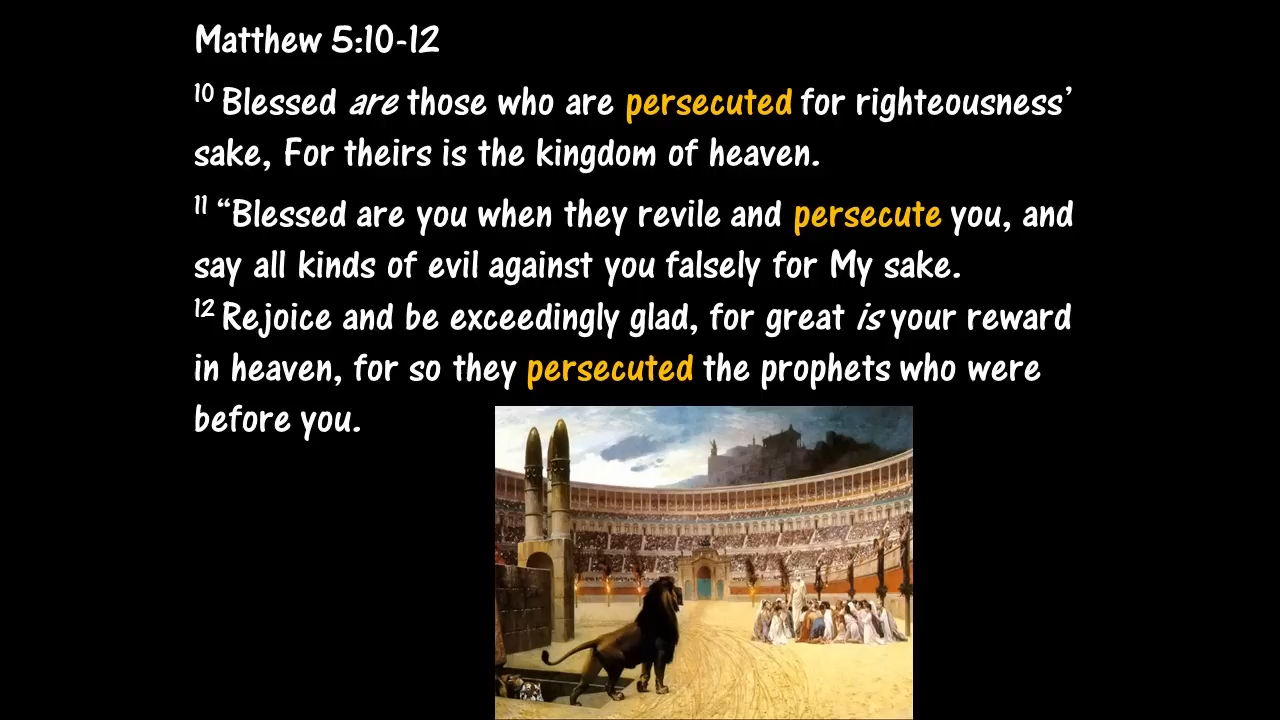 Matthew 5:10-12
10 Blessed are those who are persecuted for righteousness’
sake, For theirs is the kingdom of heaven.
11 “Blessed are you when they revile and persecute you, and
say all kinds of evil against you falsely for My sake.
12 Rejoice and be exceedingly glad, for great is your reward
in heaven, for so they persecuted the prophets who were
before you.